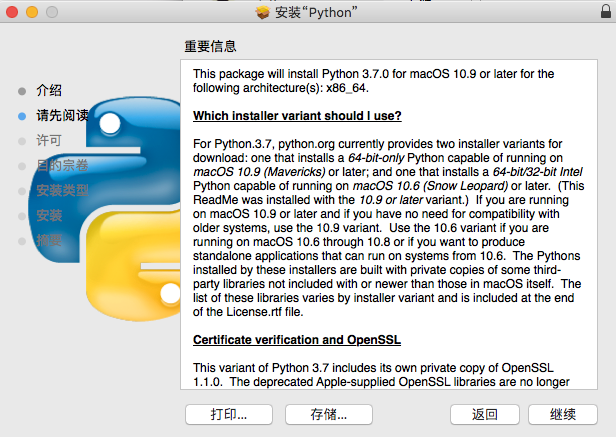 安装“Python”
重要信息
介绍
请先阅读
许可
目的宗卷
安装类型
安装
摘要
This package will install Python 3.7.0 for macOS 10.9 or later for the
following architecture(s): x86_64.
Which installer variant should I use?
For Python.3.7, python.org currently provides two installer variants for
download: one that installs a 64-bit-only Python capable of running on
macOS 10.9 (Mavericks) or later; and one that installs a 64-bit/32-bit Intel
Python capable of running on macOS 10.6 (Snow Leopard) or later.  (This
ReadMe was installed with the 10.9 or later variant.)  If you are running
on macOS 10.9 or later and if you have no need for compatibility with
older systems, use the 10.9 variant.  Use the 10.6 variant if you are
running on macOS 10.6 through 10.8 or if you want to produce
standalone applications that can run on systems from 10.6.  The Pythons
installed by these installers are built with private copies of some third-
party libraries not included with or newer than those in macOS itself.  The
list of these libraries varies by installer variant and is included at the end
of the License.rtf file.
Certificate verification and OpenSSL
This variant of Python 3.7 includes its own private copy of OpenSSL
1.1.0.  The deprecated Apple-supplied OpenSSL libraries are no longer
打印...
存储...
返回
继续